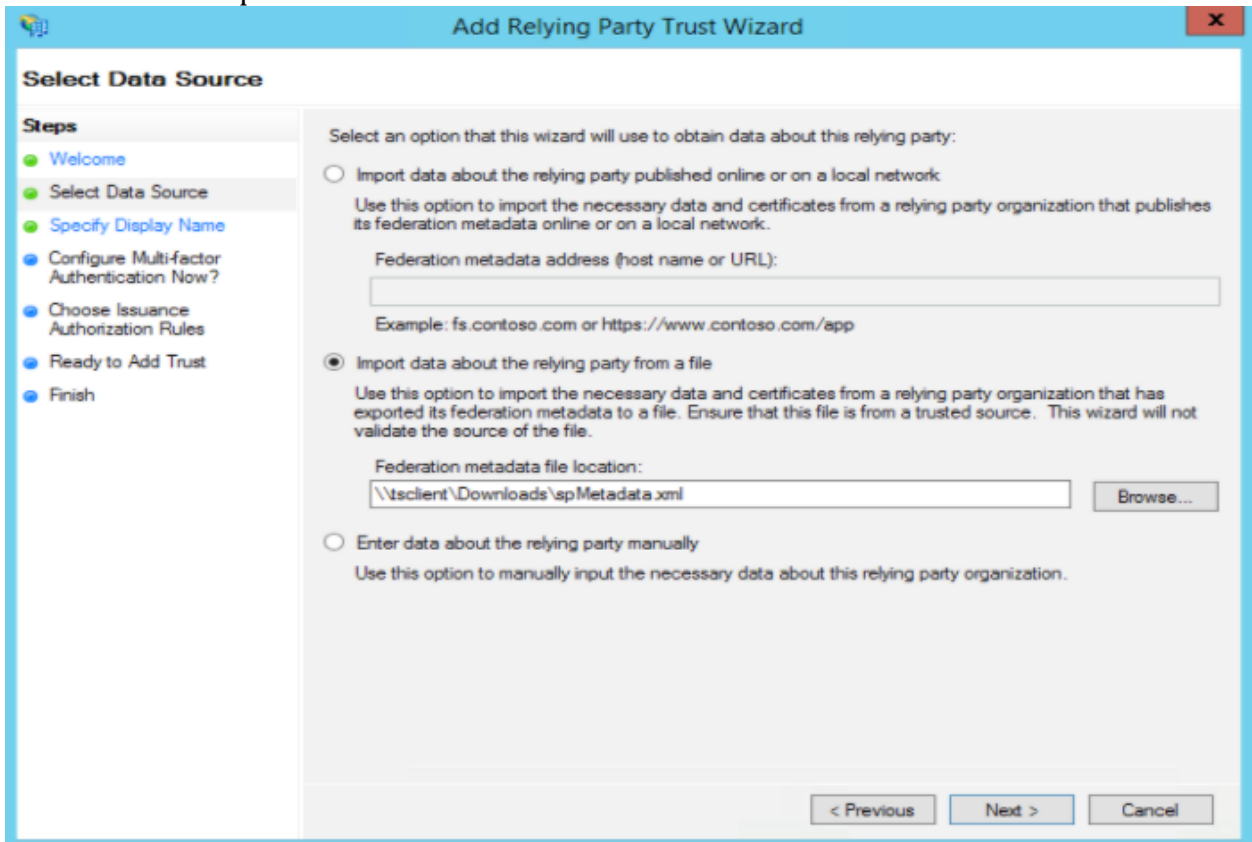 Add Relying Party Trust Wizard
x
Select Data Source
Steps
Welcome
Select Data Source
Specify Display Name
Configure Multi-factor
Authentication Now?
Choose Issuance
Authorization Rules
Ready to Add Trust
Finish
Select an option that this wizard will use to obtain data about this relying party:
Import data about the relying party published online or on a local network
Use this option to import the necessary data and certificates from a relying party organization that publishes
its federation metadata online or on a local network.
Federation metadata address (host name or URL):
Example: fs.contoso.com or https://www.contoso.com/app
Import data about the relying party from a file
Use this option to import the necessary data and certificates from a relying party organization that has
exported its federation metadata to a file. Ensure that this file is from a trusted source. This wizard will not
validate the source of the file.
Federation metadata file location:
\\tsclient\Downloads\spMetadata.xml
Browse...
Enter data about the relying party manually
Use this option to manually input the necessary data about this relying party organization.
< Previous
Next >
Cancel